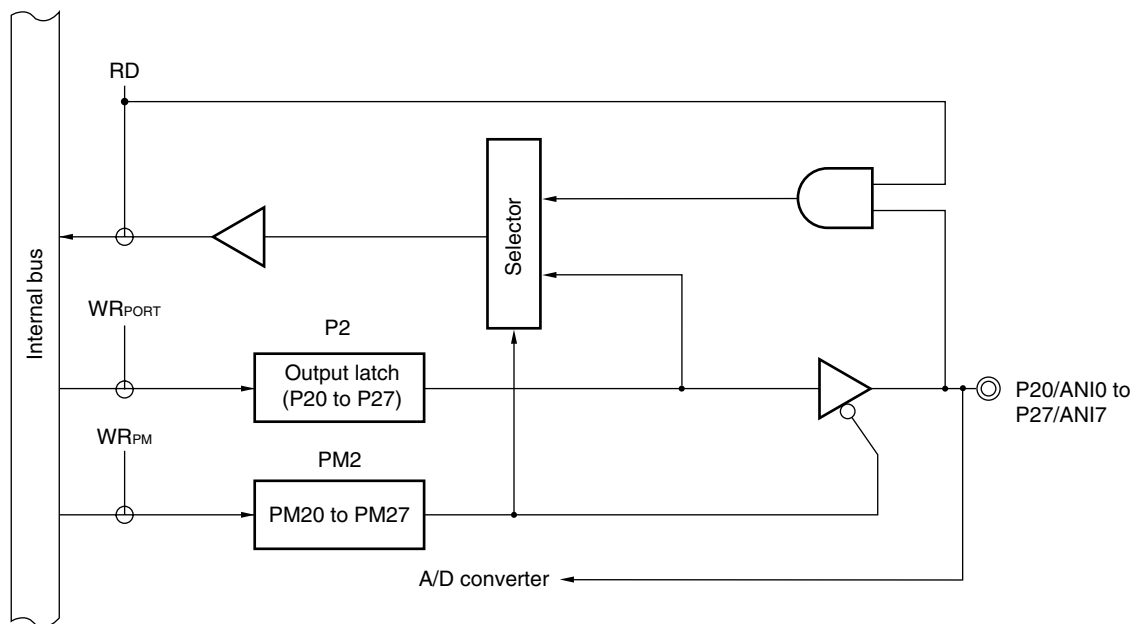 RD
Internal bus
Selector
WRPORT
P2
Output latch
(P20 to P27)
P20/ANI0 to
P27/ANI7
WRPM
PM2
PM20 to PM27
A/D converter